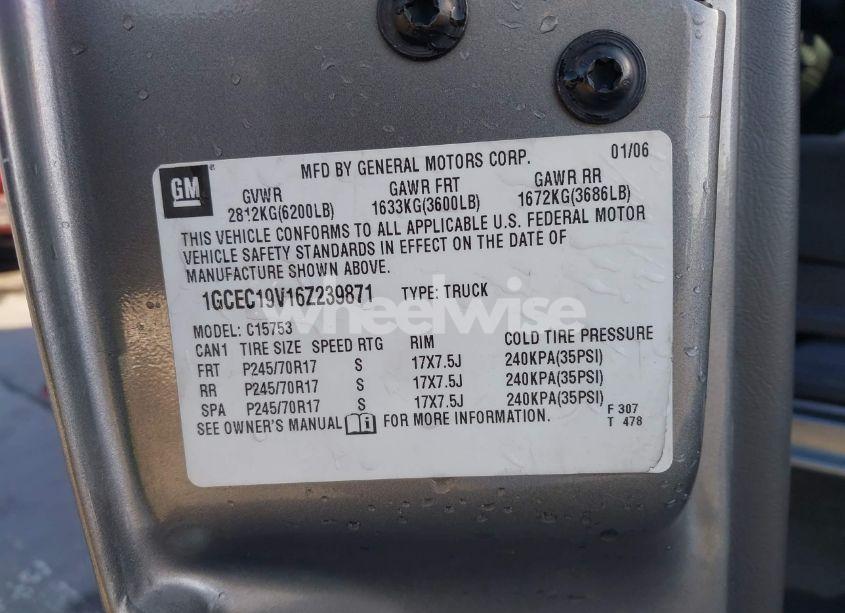 MFD BY GENERAL MOTORS CORP. 01/06
GM GVWR GAWR FRT GAWR RR
2812KG(6200LB) 1633KG(3600LB) 1672KG(3686LB)
THIS VEHICLE CONFORMS TO ALL APPLICABLE U.S. FEDERAL MOTOR
VEHICLE SAFETY STANDARDS IN EFFECT ON THE DATE OF
MANUFACTURE SHOWN ABOVE.
1GCEC19V16Z239871 TYPE: TRUCK
wheelwise
MODEL: C15753
CAN1 TIRE SIZE SPEED RTG RIM COLD TIRE PRESSURE
FRT P245/70R17 S 17X7.5J 240KPA(35PSI)
RR P245/70R17 S 17X7.5J 240KPA(35PSI)
SPA P245/70R17 S 17X7.5J 240KPA(35PSI)
SEE OWNER'S MANUAL FOR MORE INFORMATION.
F 307
T 478